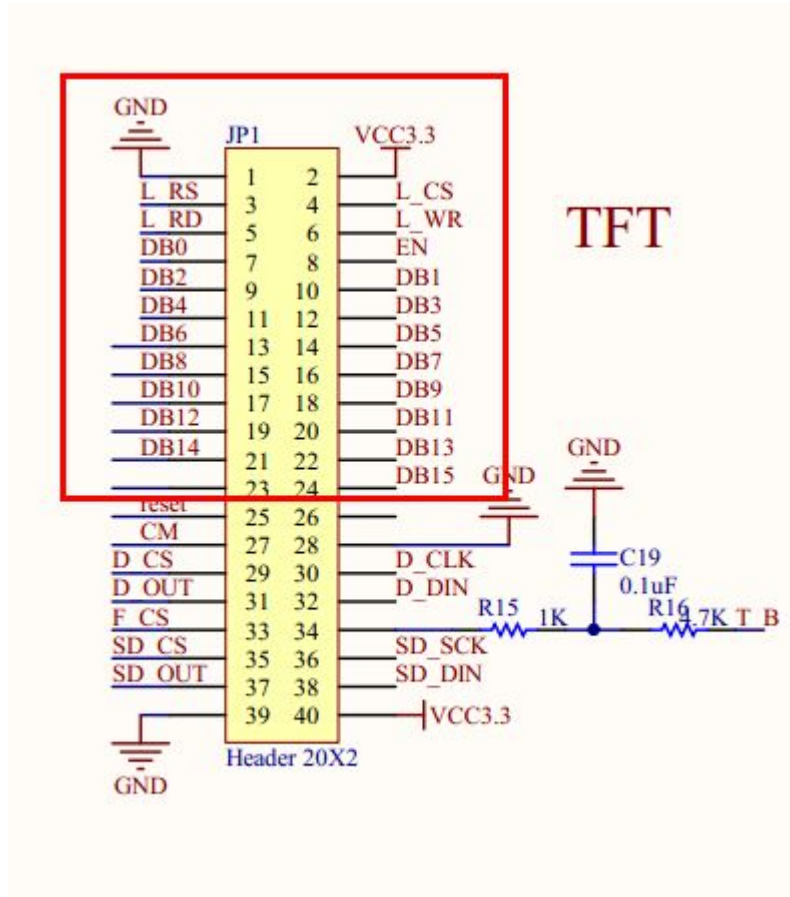 GND
JP1 VCC3.3
1 2
L_RS 3 4 L_CS
L_RD 5 6 L_WR
DB0 7 8 EN
DB2 9 10 DB1
DB4 11 12 DB3
DB6 13 14 DB5
DB8 15 16 DB7
DB10 17 18 DB9
DB12 19 20 DB11
DB14 21 22 DB13
23 24 DB15
reset 25 26
CM 27 28 GND
D_CS 29 30 D_CLK
D_OUT 31 32 D_DIN
F_CS 33 34
SD_CS 35 36 SD_SCK
SD_OUT 37 38 SD_DIN
39 40 VCC3.3
GND
Header 20X2
TFT
GND
C19
0.1uF
R15 1K
R16 4.7K T_B